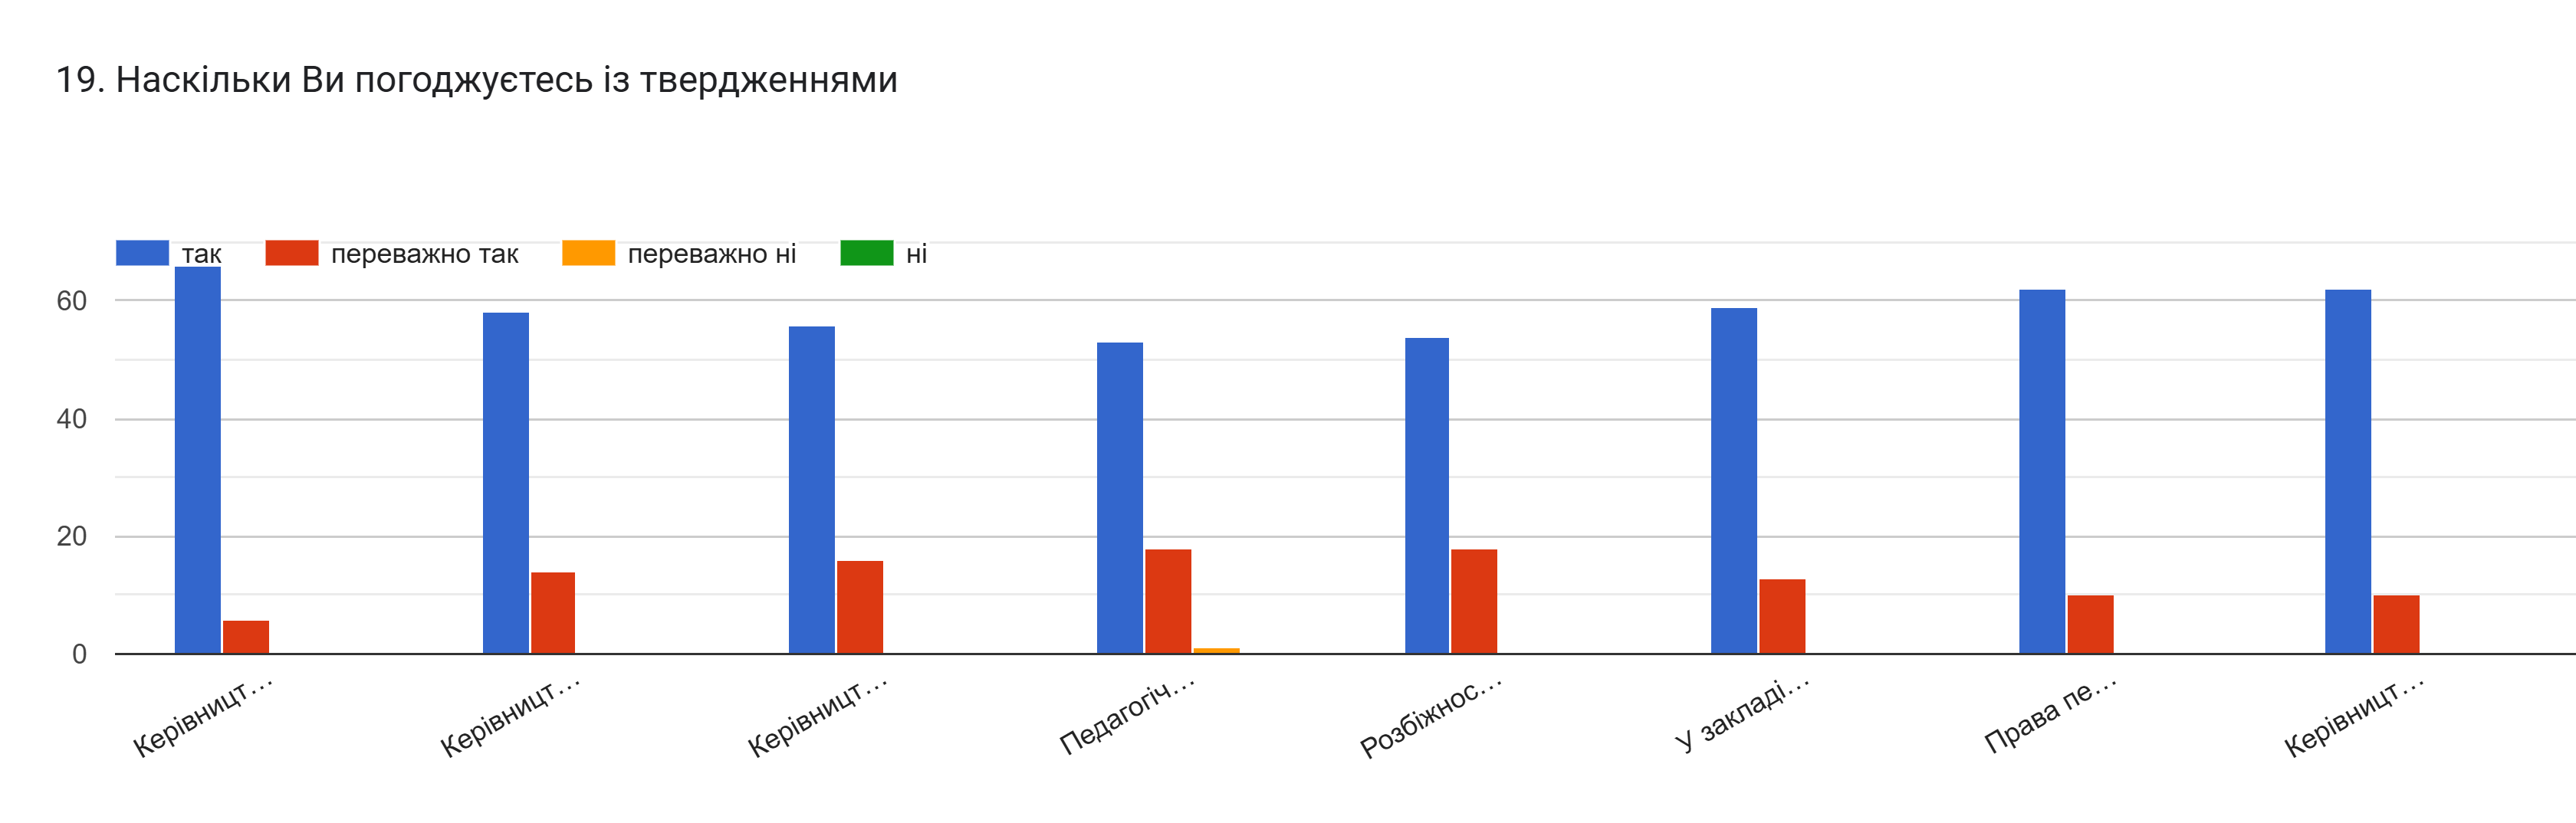 19. Наскільки Ви погоджуєтесь із твердженнями
так переважно так переважно ні ні
60
40
20
0
Керівницт…
Керівницт…
Керівницт…
Педагогіч…
Розбіжнос…
У закладі…
Права пе…
Керівницт…